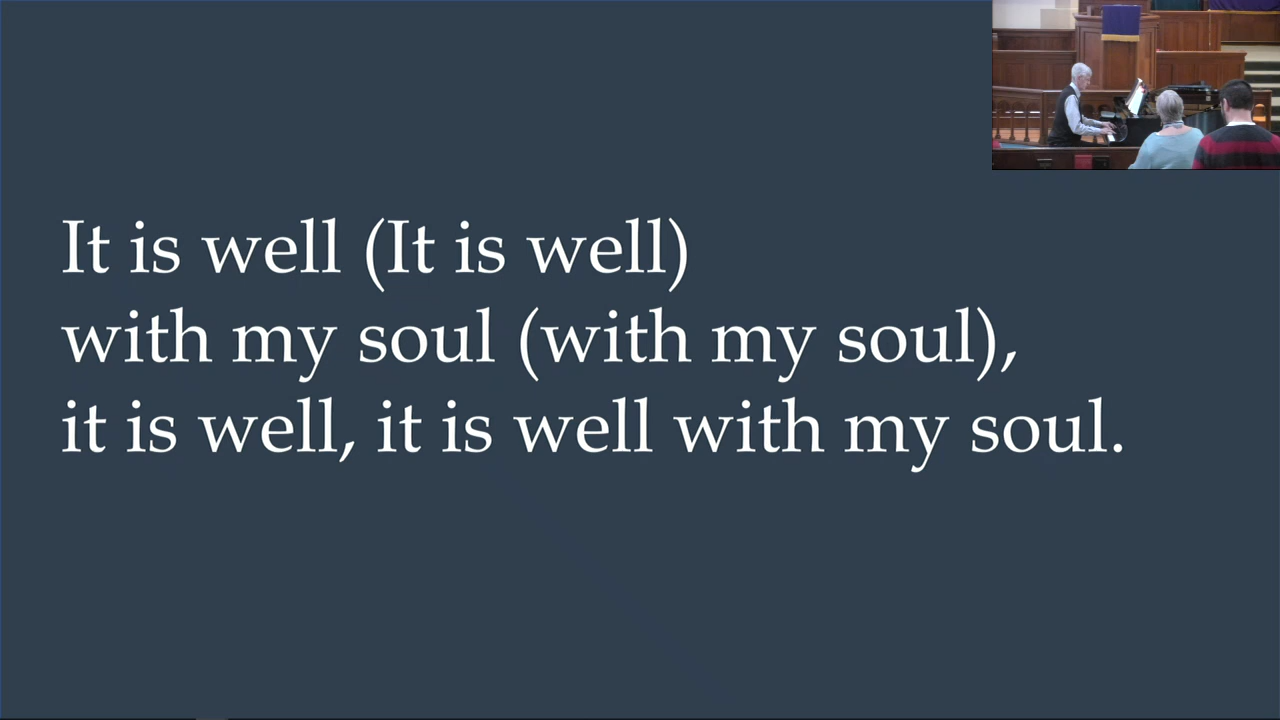 It is well (It is well)
with my soul (with my soul),
it is well, it is well with my soul.